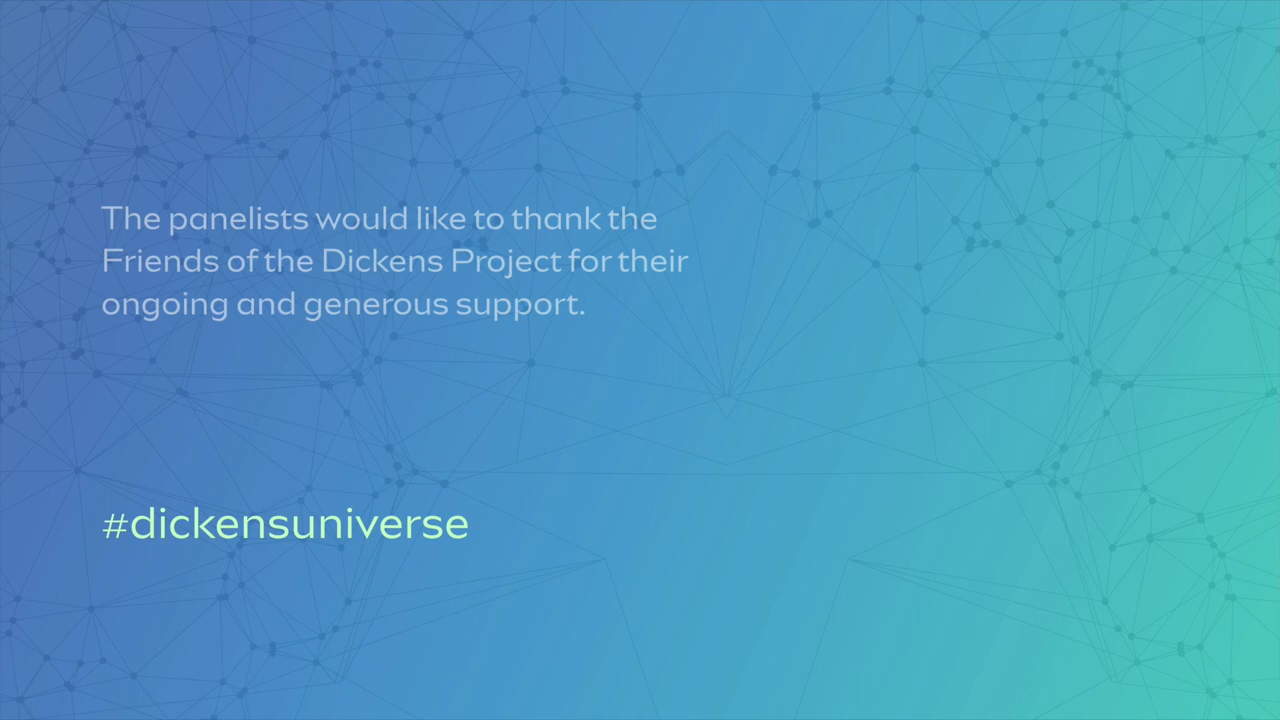 The panelists would like to thank the
Friends of the Dickens Project for their
ongoing and generous support.
#dickensuniverse